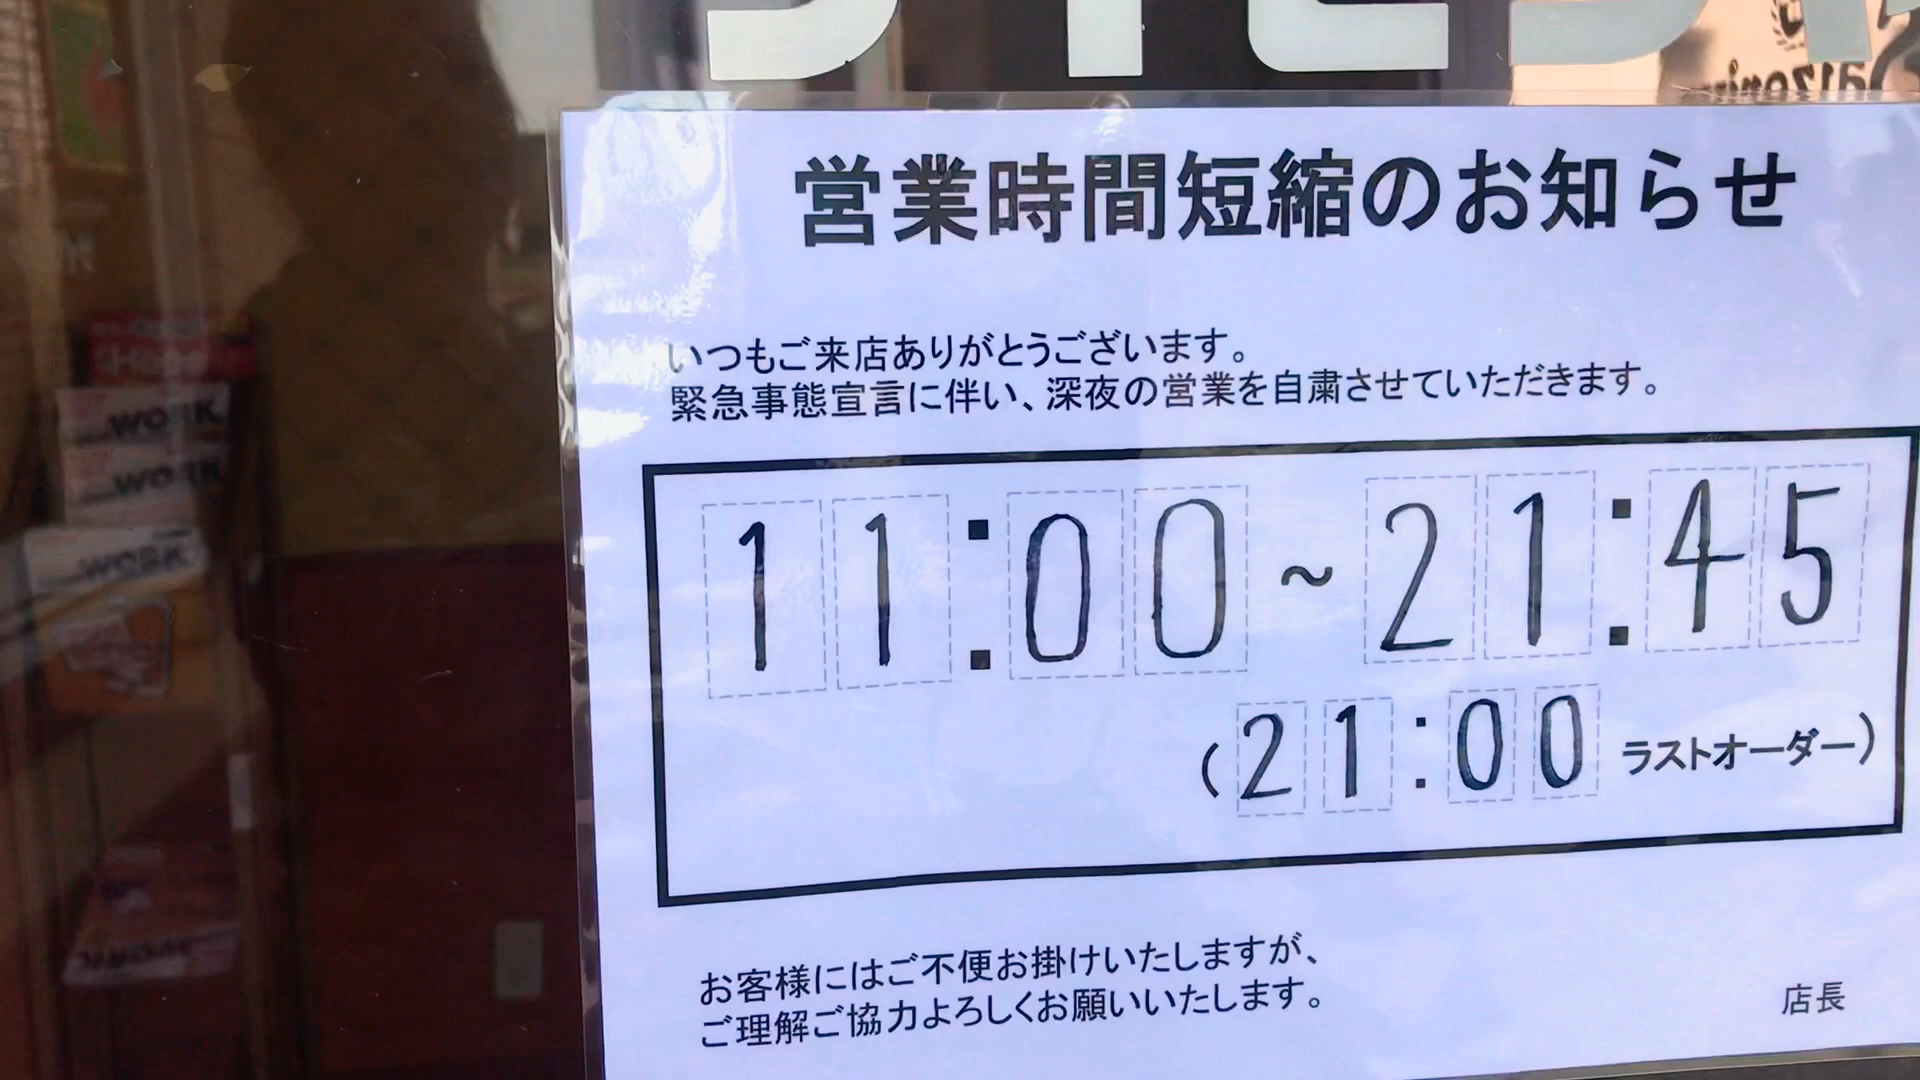 営業時間短縮のお知らせ
いつもご来店ありがとうございます。
緊急事態宣言に伴い、深夜の営業を自粛させていただきます。
11:00~21:45
(21:00 ラストオーダー)
お客様にはご不便お掛けいたしますが、
ご理解ご協力よろしくお願いいたします。
店長
WORK
WORK
WORK